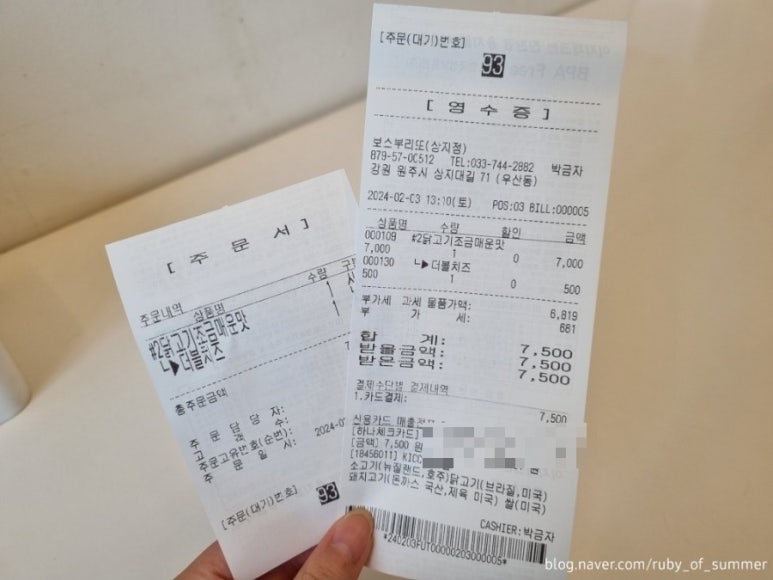 [주문서]
주문내역 상품명 수량
#2닭고기조금매운맛 1
ㄴ▶더블치즈 1
총주문금액
주 문 담 당 자:
고 객 수:
주문고유번호(순번):
주 문 일 시: 2024-0
[주문(대기)번호] 93
[주문(대기)번호]
93
[영수증]
보스부리또(상지점)
879-57-00512 TEL:033-744-2882 박금자
강원 원주시 상지대길 71 (우산동)
2024-02-03 13:10(토) POS:03 BILL:000005
상품명 수량 할인 금액
000109 #2닭고기조금매운맛
7,000 1 0 7,000
000130 ㄴ▶더블치즈
500 1 0 500
부가세 과세 물품가액: 6,819
부 가 세: 681
합 계: 7,500
받을금액: 7,500
받은금액: 7,500
결제수단별 결제내역
1.카드결제: 7,500
신용카드 매출전표
[하나체크카드]
[금액] 7,500 원
[18456011] KICC
소고기(뉴질랜드,호주)닭고기(브라질,미국)
돼지고기(돈까스 국산,제육 미국) 쌀(미국)
CASHIER:박금자
*240203FUT00000203000005*
blog.naver.com/ruby_of_summer